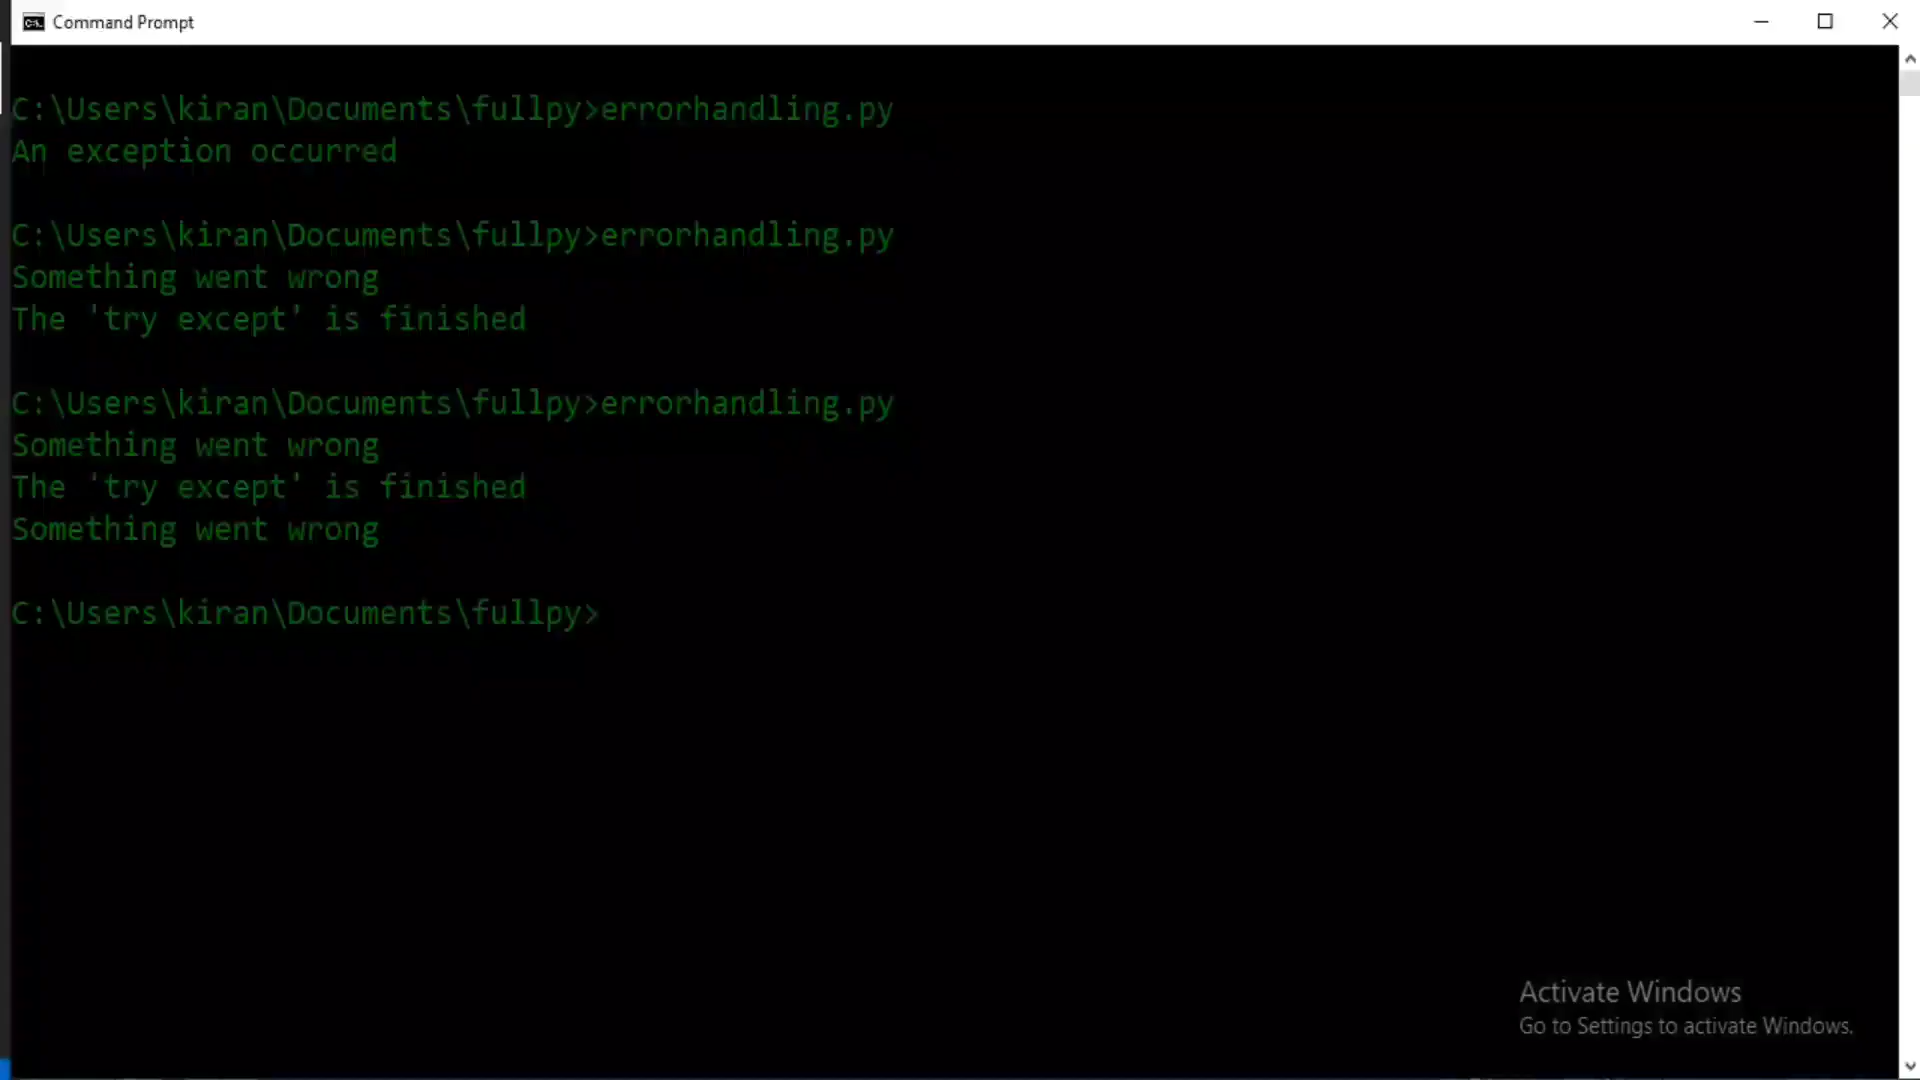 Command Prompt
C:\Users\kiran\Documents\fullpy>errorhandling.py
An exception occurred
C:\Users\kiran\Documents\fullpy>errorhandling.py
Something went wrong
The 'try except' is finished
C:\Users\kiran\Documents\fullpy>errorhandling.py
Something went wrong
The 'try except' is finished
Something went wrong
C:\Users\kiran\Documents\fullpy>
Activate Windows
Go to Settings to activate Windows.